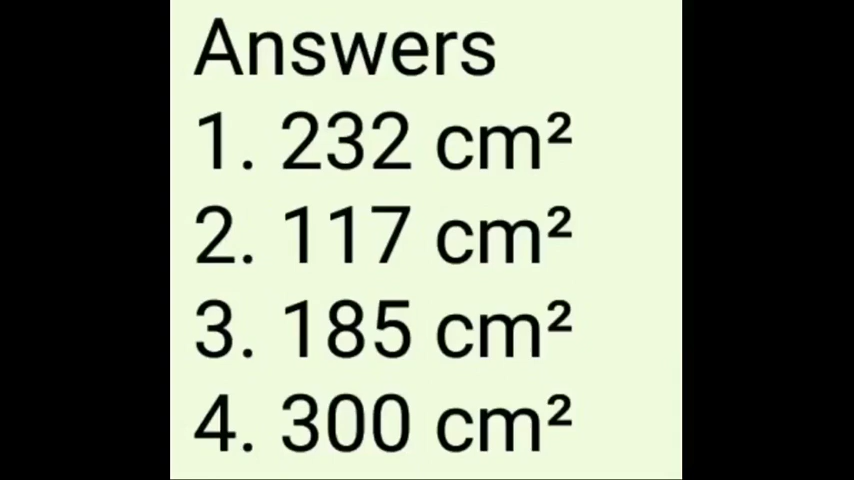 Answers
1. 232 cm²
2. 117 cm²
3. 185 cm²
4. 300 cm²